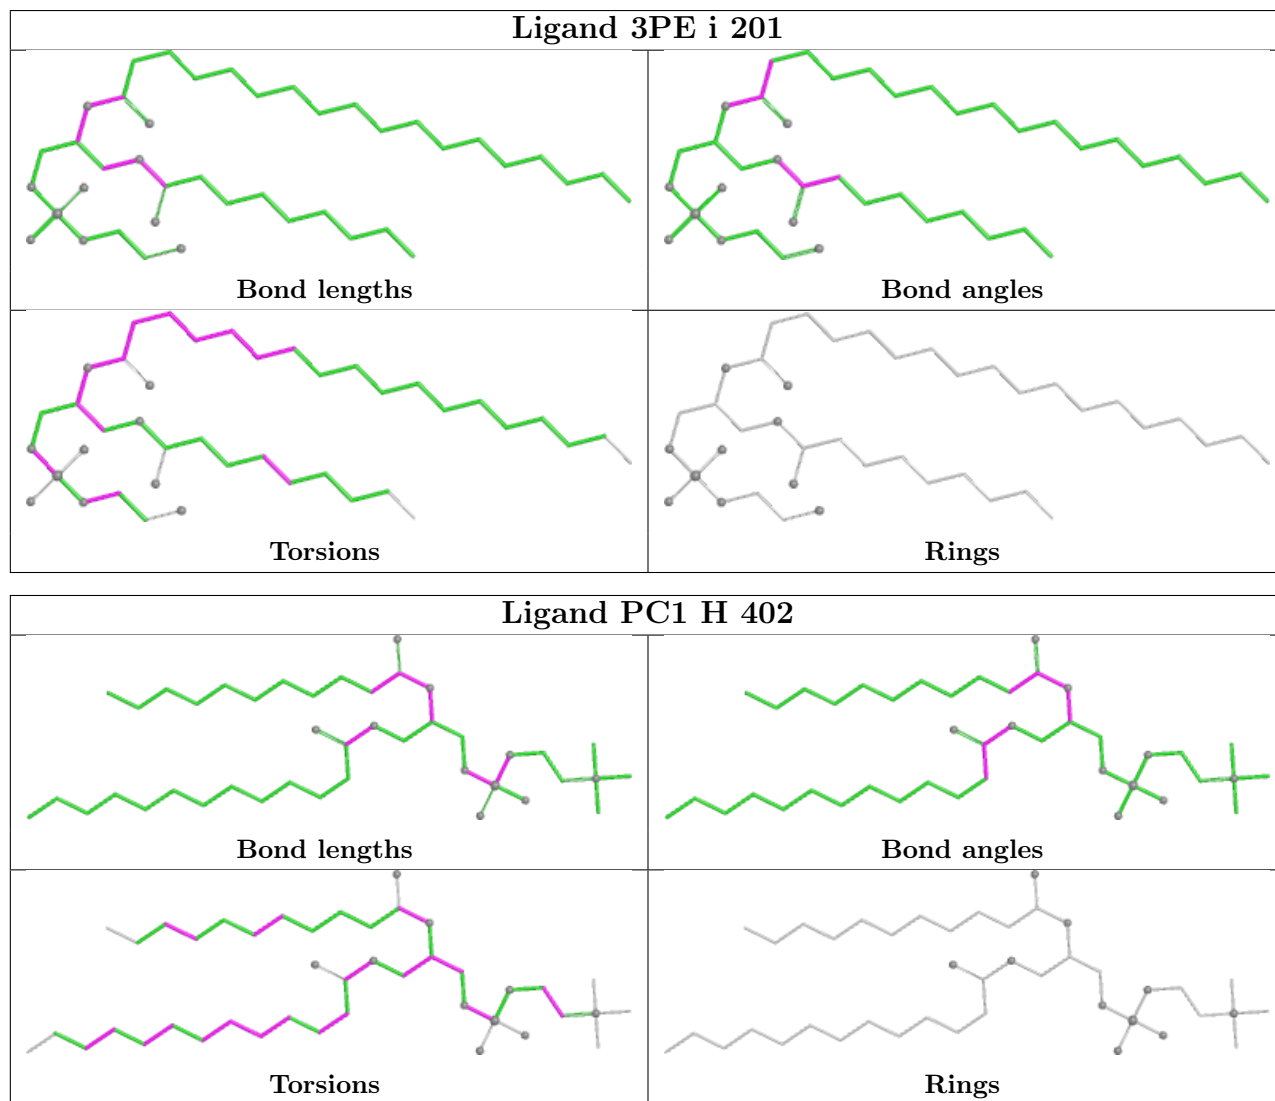 Ligand 3PE i 201
Bond lengths
Bond angles
Torsions
Rings
Ligand PC1 H 402
Bond lengths
Bond angles
Torsions
Rings